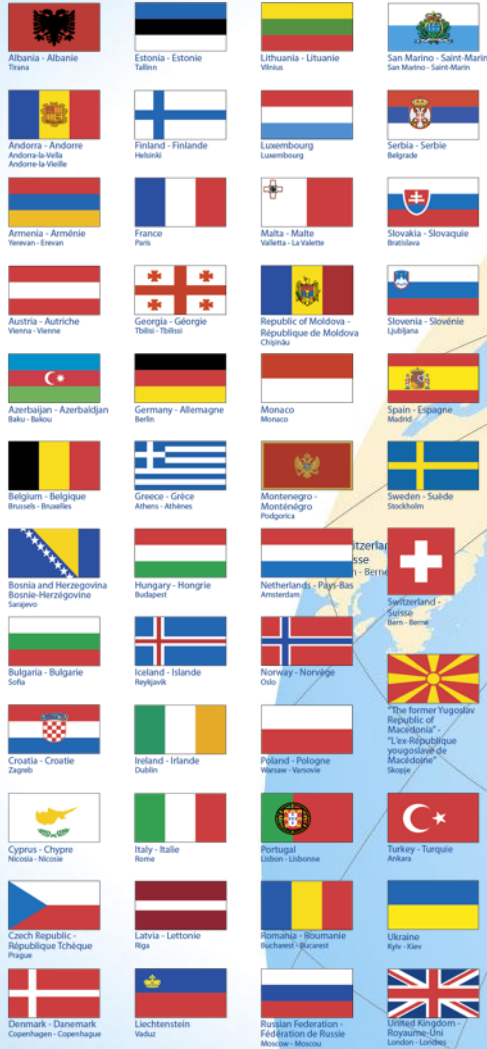 Albania - Albanie
Tirana
Andorra - Andorre
Andorra-la-Vella
Andorre-la-Vieille
Armenia - Arménie
Yerevan - Erevan
Austria - Autriche
Vienna - Vienne
Azerbaijan - Azerbaïdjan
Baku - Bakou
Belgium - Belgique
Brussels - Bruxelles
Bosnia and Herzegovina
Bosnie-Herzégovine
Sarajevo
Bulgaria - Bulgarie
Sofia
Croatia - Croatie
Zagreb
Cyprus - Chypre
Nicosia - Nicosie
Czech Republic -
République Tchèque
Prague
Denmark - Danemark
Copenhagen - Copenhague
Estonia - Estonie
Tallinn
Finland - Finlande
Helsinki
France
Paris
Georgia - Géorgie
Tbilisi - Tbilissi
Germany - Allemagne
Berlin
Greece - Grèce
Athens - Athènes
Hungary - Hongrie
Budapest
Iceland - Islande
Reykjavik
Ireland - Irlande
Dublin
Italy - Italie
Rome
Latvia - Lettonie
Riga
Liechtenstein
Vaduz
Lithuania - Lituanie
Vilnius
Luxembourg
Luxembourg
Malta - Malte
Valletta - La Valette
Republic of Moldova -
République de Moldova
Chişinău
Monaco
Monaco
Montenegro -
Monténégro
Podgorica
Netherlands - Pays-Bas
Amsterdam
Norway - Norvège
Oslo
Poland - Pologne
Warsaw - Varsovie
Portugal
Lisbon - Lisbonne
Romania - Roumanie
Bucharest - Bucarest
Russian Federation -
Fédération de Russie
Moscow - Moscou
San Marino - Saint-Marin
San Marino - Saint-Marin
Serbia - Serbie
Belgrade
Slovakia - Slovaquie
Bratislava
Slovenia - Slovénie
Ljubljana
Spain - Espagne
Madrid
Sweden - Suède
Stockholm
Switzerland -
Suisse
Bern - Berne
"The former Yugoslav
Republic of
Macedonia" -
"L'ex-République
yougoslave de
Macédoine"
Skopje
Turkey - Turquie
Ankara
Ukraine
Kyiv - Kiev
United Kingdom -
Royaume-Uni
London - Londres